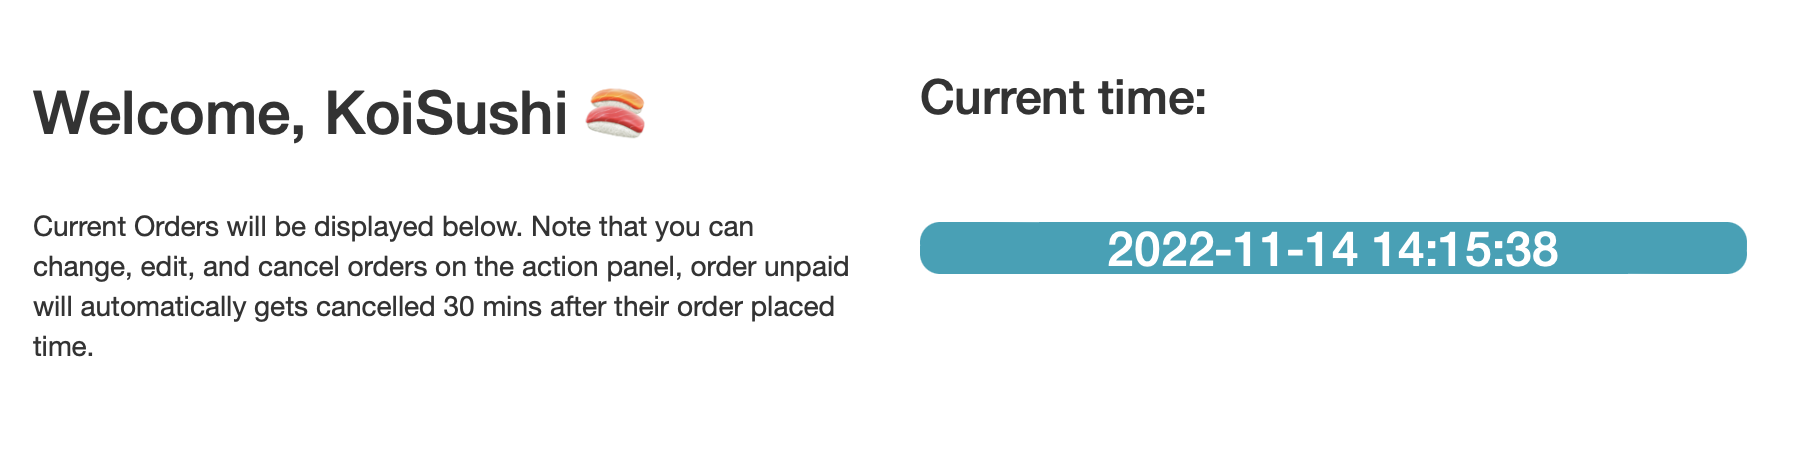 Welcome, KoiSushi 🍣
Current Orders will be displayed below. Note that you can
change, edit, and cancel orders on the action panel, order unpaid
will automatically gets cancelled 30 mins after their order placed
time.
Current time:
2022-11-14 14:15:38